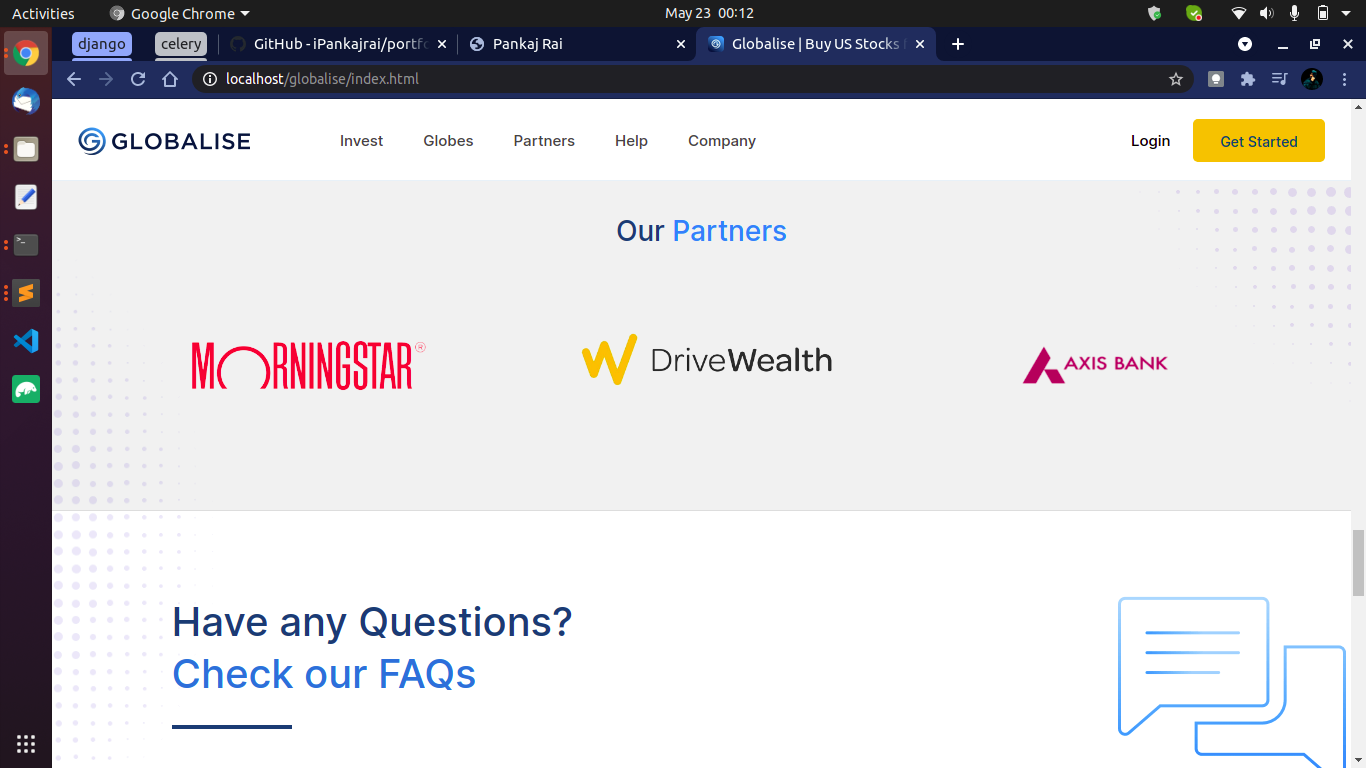 Activities
Google Chrome
May 23 00:12
django
celery
GitHub - iPankajrai/portfo
Pankaj Rai
Globalise | Buy US Stocks
localhost/globalise/index.html
GLOBALISE
Invest
Globes
Partners
Help
Company
Login
Get Started
Our Partners
MORNINGSTAR®
DriveWealth
AXIS BANK
Have any Questions?
Check our FAQs